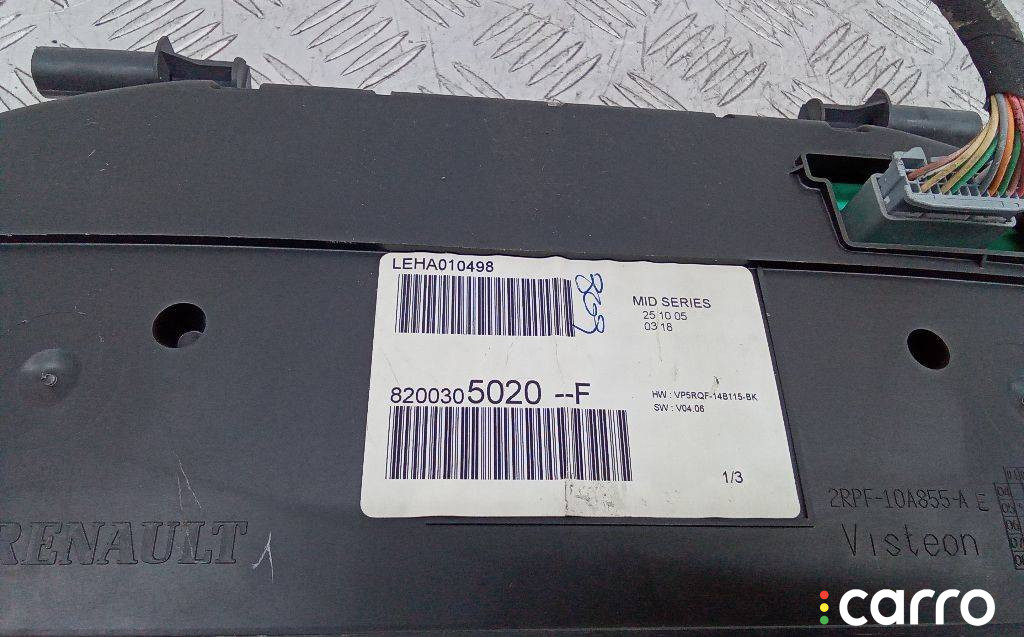 LEHA010498
869
MID SERIES
25 10 05
03 18
8200305020 --F
HW : VP5RQF-14B115-BK
SW : V04.06
1/3
2RPF-10A855-A E
Visteon
RENAULT
carro